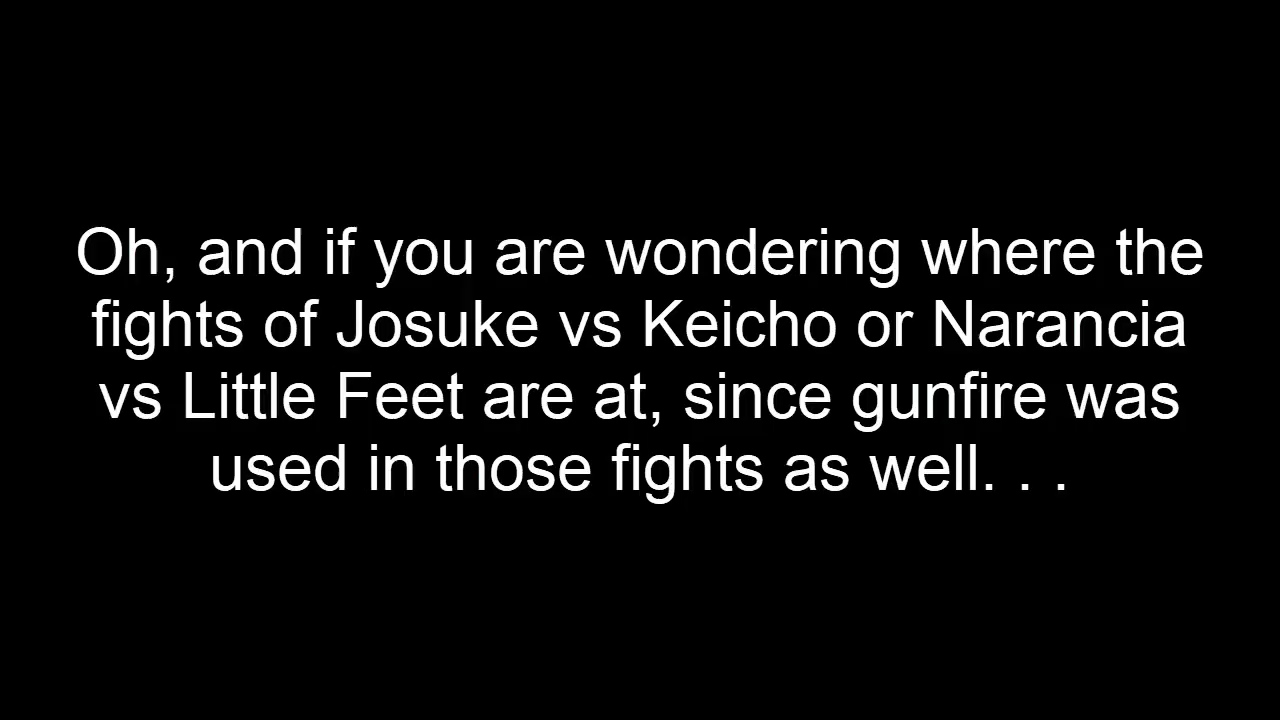 Oh, and if you are wondering where the
fights of Josuke vs Keicho or Narancia
vs Little Feet are at, since gunfire was
used in those fights as well. . .